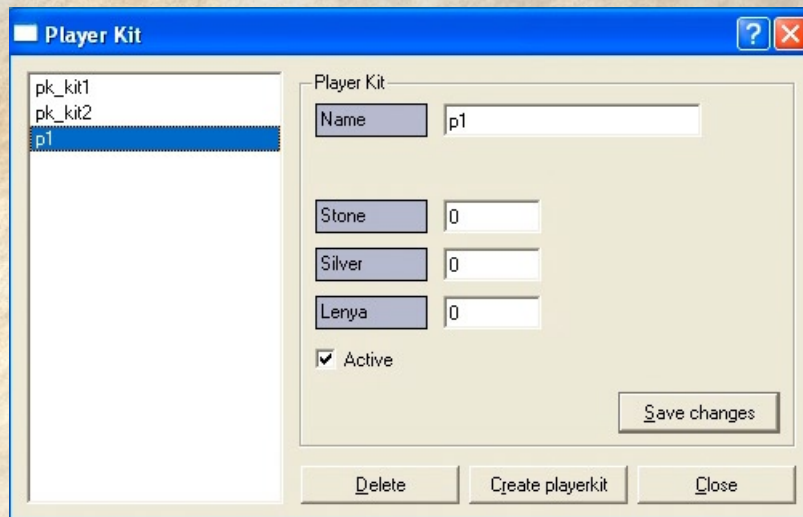 Player Kit
pk_kit1
pk_kit2
p1
Player Kit
Name p1
Stone 0
Silver 0
Lenya 0
Active
Save changes
Delete Create playerkit Close